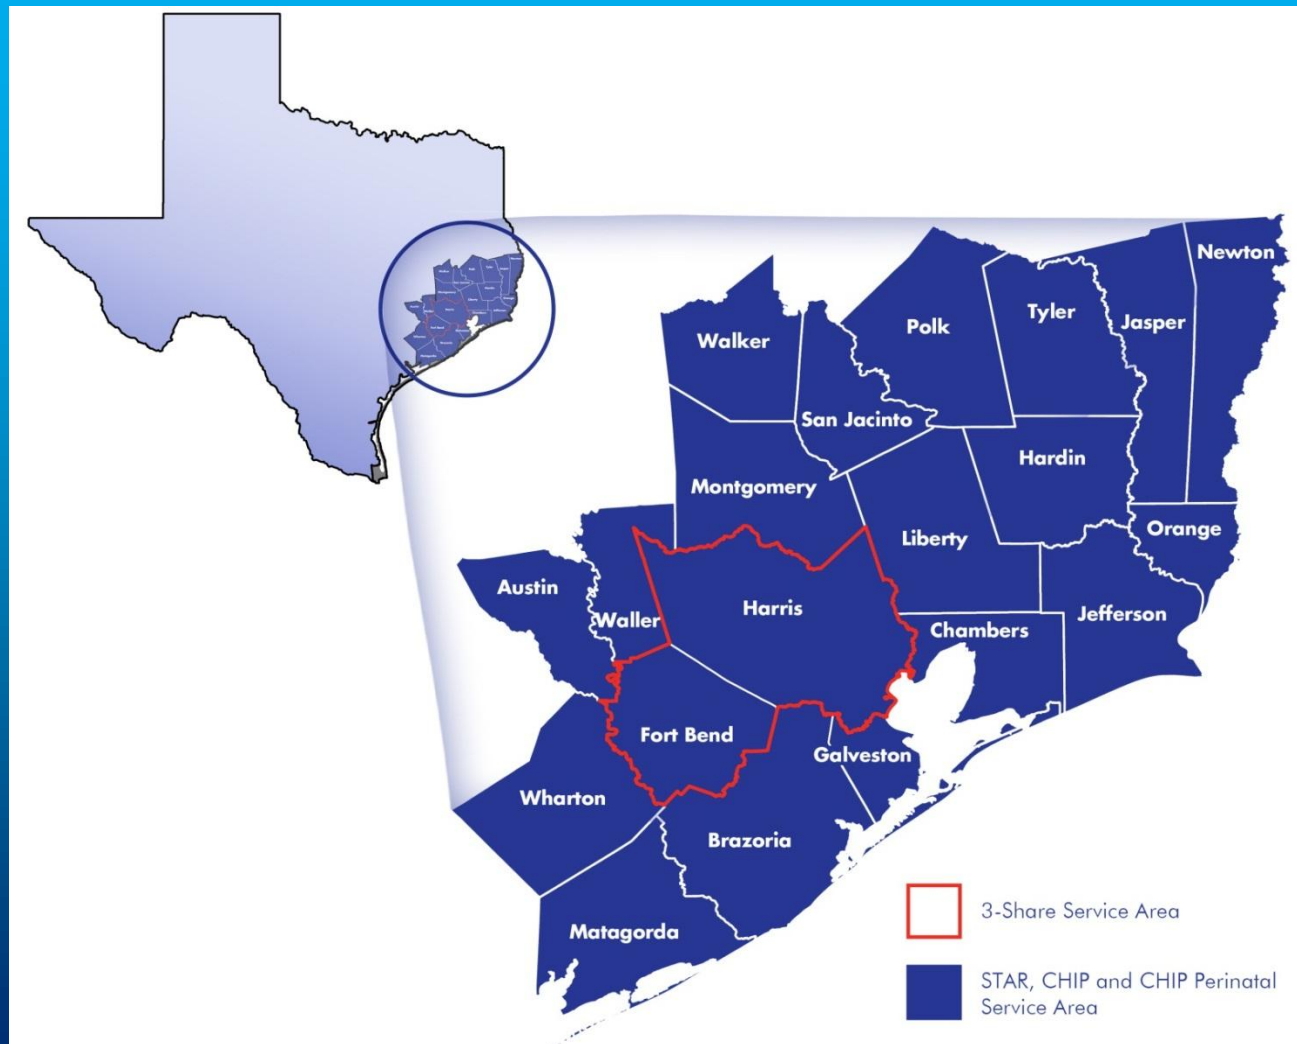 Newton
Tyler
Jasper
Polk
Walker
San Jacinto
Hardin
Montgomery
Orange
Liberty
Austin
Harris
Jefferson
Waller
Chambers
Fort Bend
Galveston
Wharton
Brazoria
Matagorda
3-Share Service Area
STAR, CHIP and CHIP Perinatal
Service Area